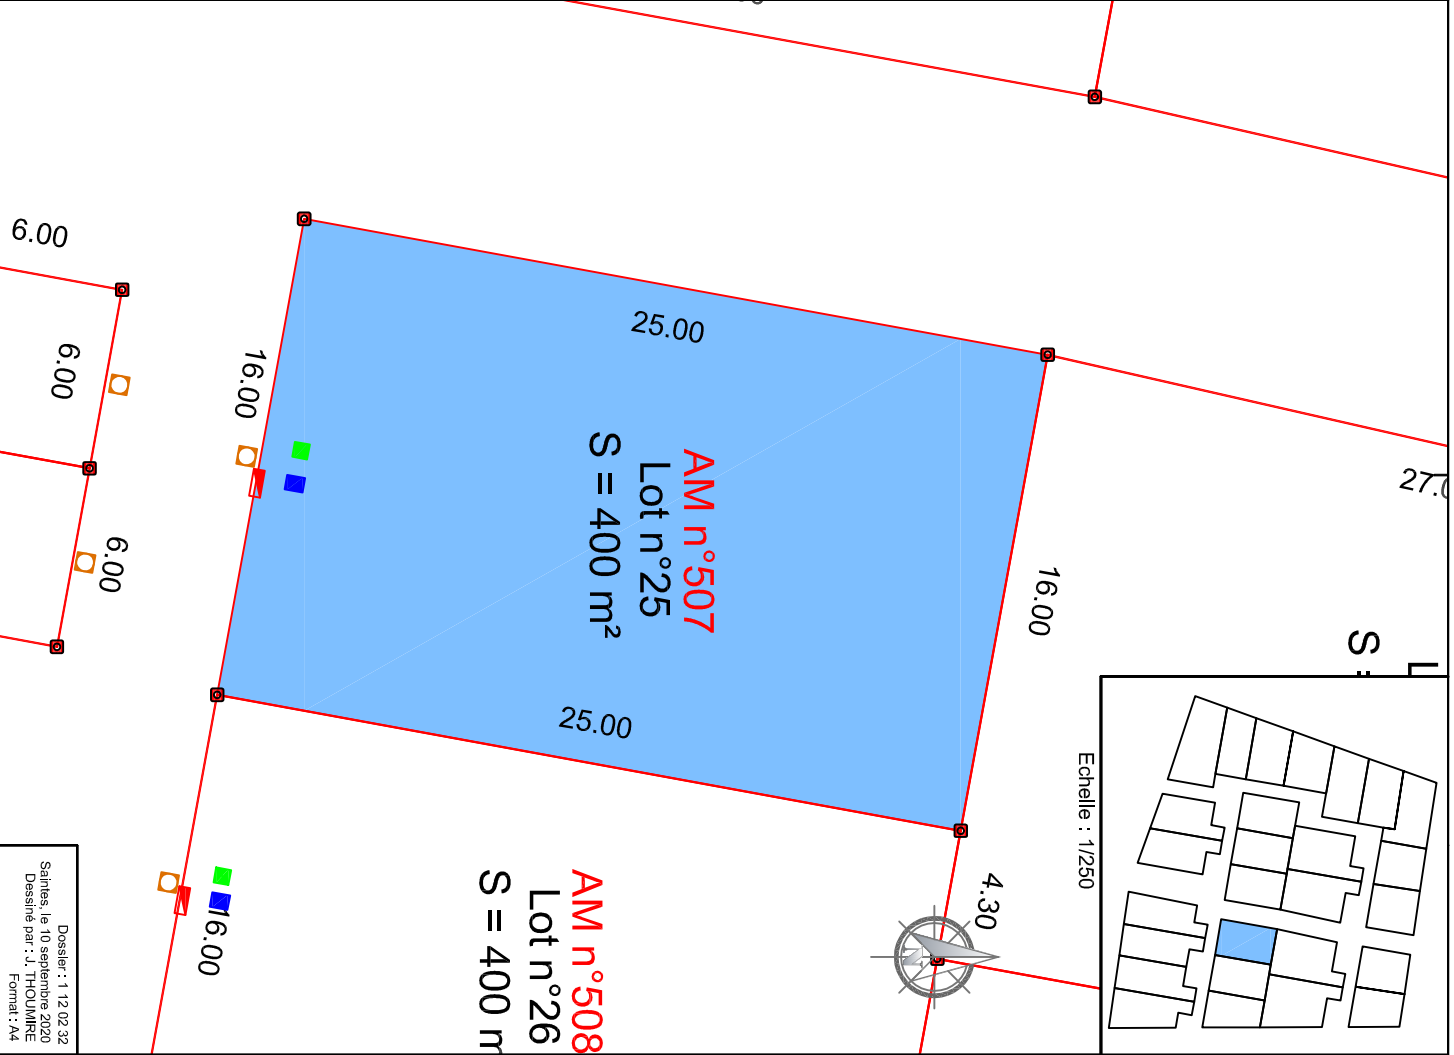 6.00
6.00
6.00
16.00
25.00
AM n°507
Lot n°25
S = 400 m²
16.00
25.00
4.30
16.00
AM n°508
Lot n°26
S = 400 m
Echelle : 1/250
Dossier : 1 12 02 32
Saintes, le 10 septembre 2020
Dessiné par : J. THOUMIRE
Format : A4